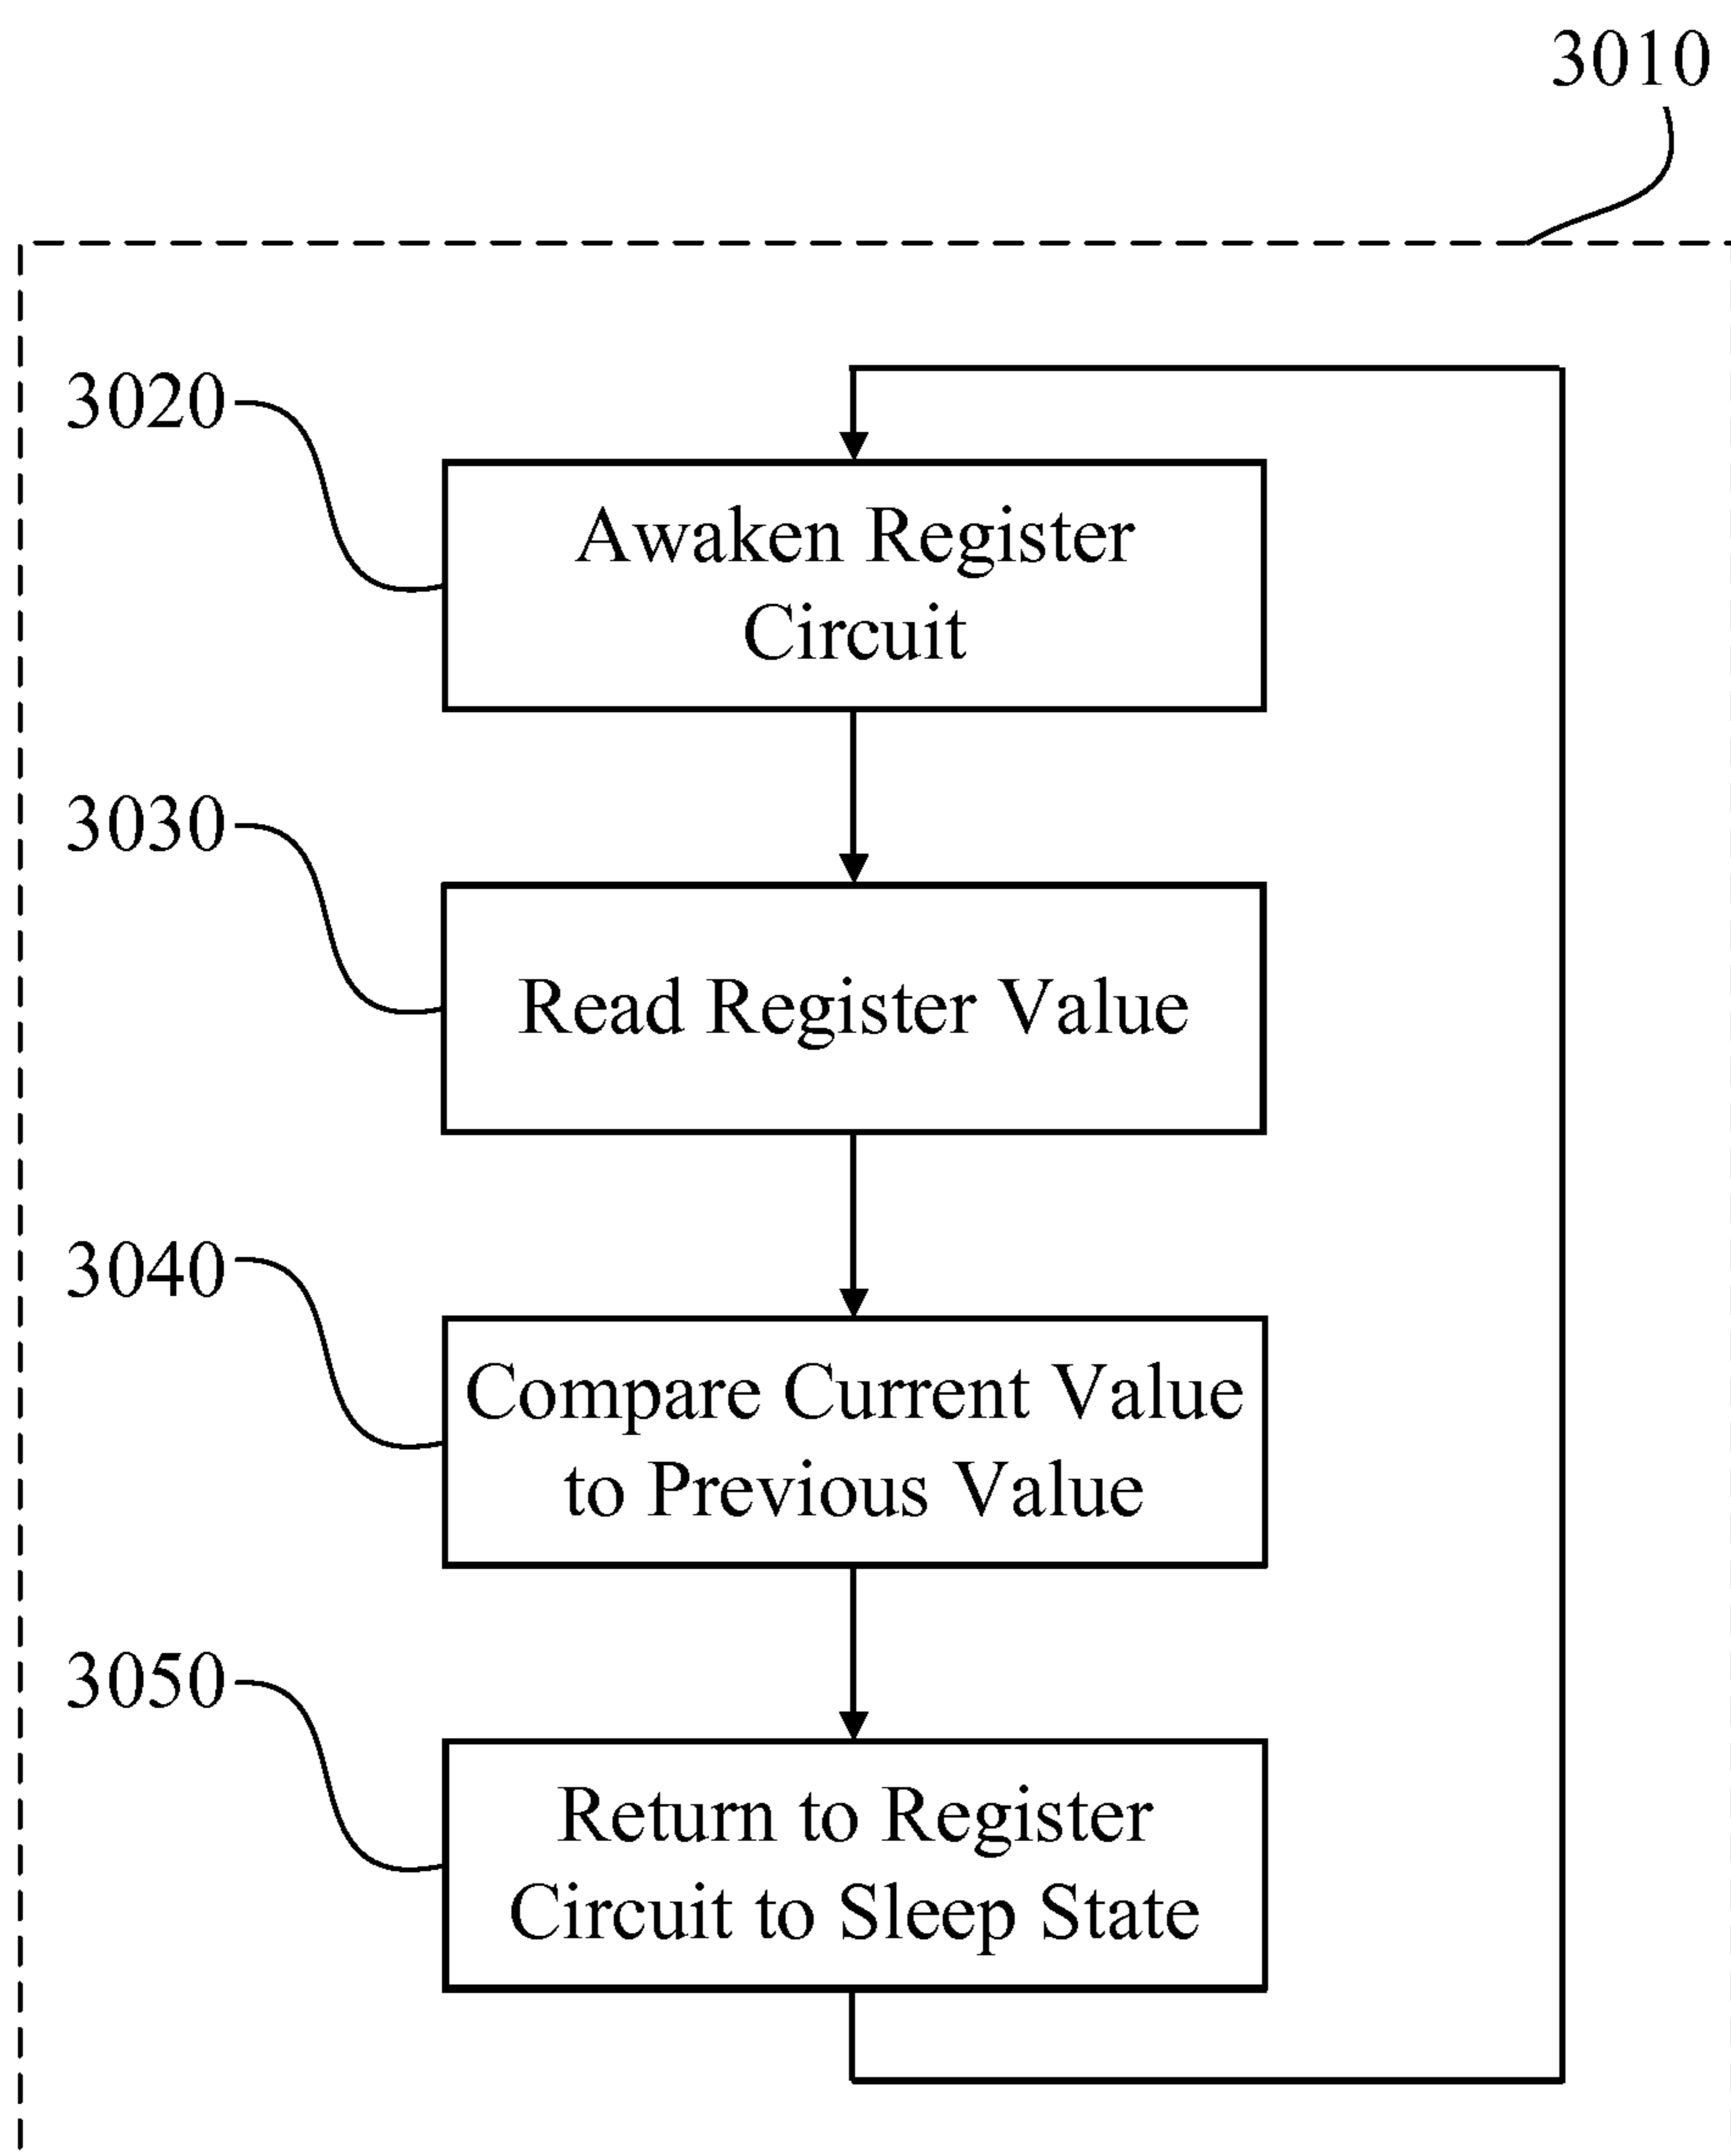 3010
3020
Awaken Register
Circuit
3030
Read Register Value
3040
Compare Current Value
to Previous Value
3050
Return to Register
Circuit to Sleep State